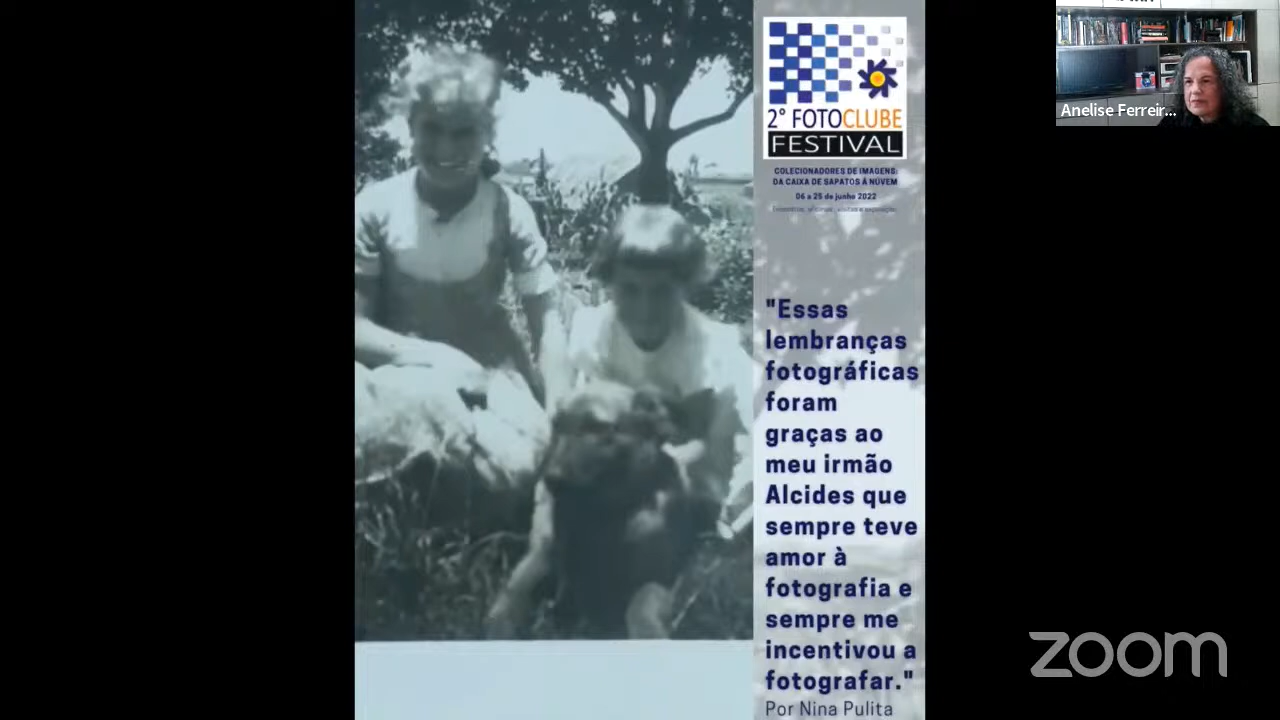 2° FOTOCLUBE
FESTIVAL
COLECIONADORES DE IMAGENS:
DA CAIXA DE SAPATOS À NÚVEM
06 a 25 de junho 2022
"Essas
lembranças
fotográficas
foram
graças ao
meu irmão
Alcides que
sempre teve
amor à
fotografia e
sempre me
incentivou a
fotografar."
Por Nina Pulita
Anelise Ferreir...
zoom